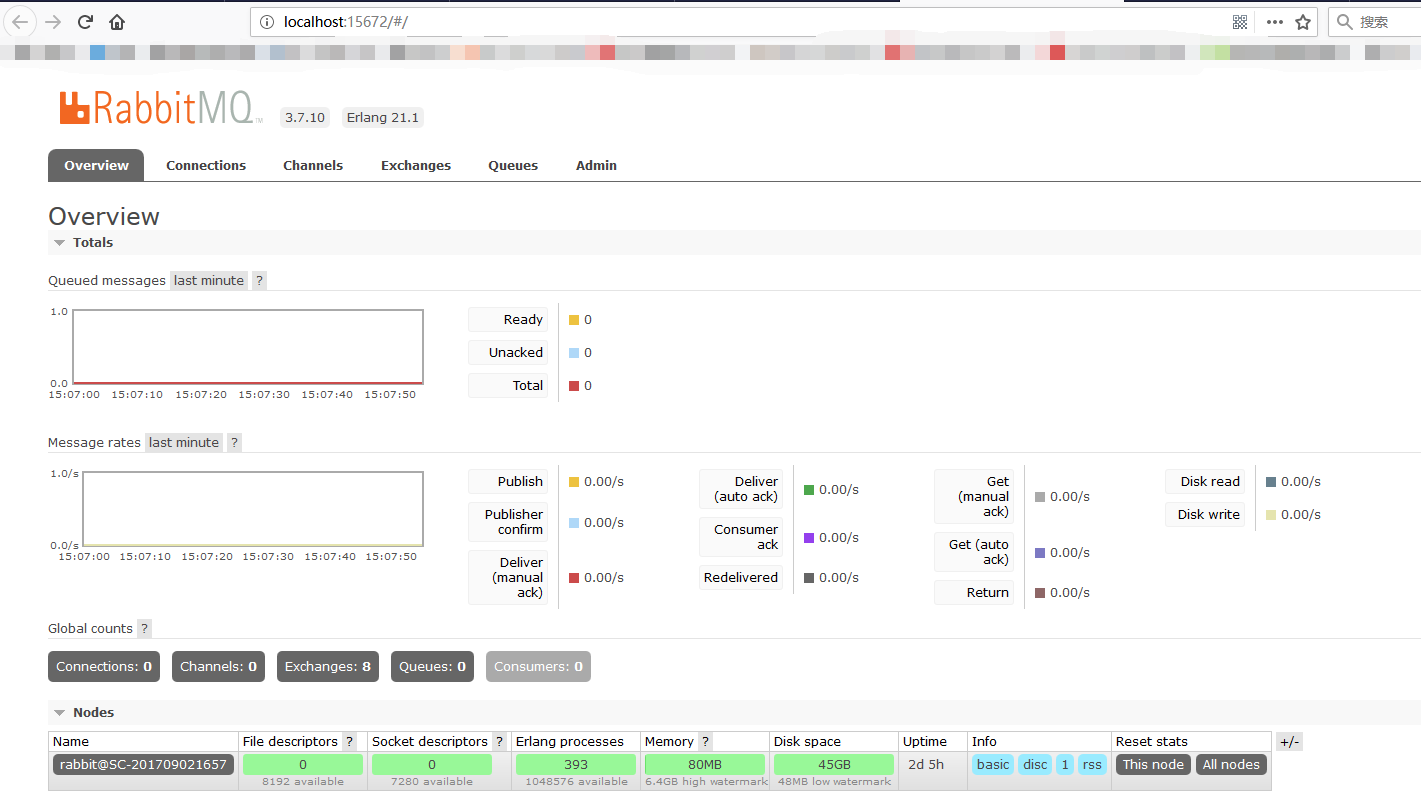 localhost:15672/#/ 搜索
RabbitMQ TM 3.7.10 Erlang 21.1
Overview Connections Channels Exchanges Queues Admin
Overview
Totals
Queued messages last minute ?
1.0
0.0
15:07:00 15:07:10 15:07:20 15:07:30 15:07:40 15:07:50
Ready 0
Unacked 0
Total 0
Message rates last minute ?
1.0/s
0.0/s
15:07:00 15:07:10 15:07:20 15:07:30 15:07:40 15:07:50
Publish 0.00/s
Publisher
confirm 0.00/s
Deliver
(manual
ack) 0.00/s
Deliver
(auto ack) 0.00/s
Consumer
ack 0.00/s
Redelivered 0.00/s
Get
(manual
ack) 0.00/s
Get (auto
ack) 0.00/s
Return 0.00/s
Disk read 0.00/s
Disk write 0.00/s
Global counts ?
Connections: 0 Channels: 0 Exchanges: 8 Queues: 0 Consumers: 0
Nodes
Name File descriptors ? Socket descriptors ? Erlang processes Memory ? Disk space Uptime Info Reset stats +/-
rabbit@SC-201709021657 0 0 393 80MB 45GB 2d 5h basic disc 1 rss This node All nodes
8192 available 7280 available 1048576 available 6.4GB high watermark 48MB low watermark